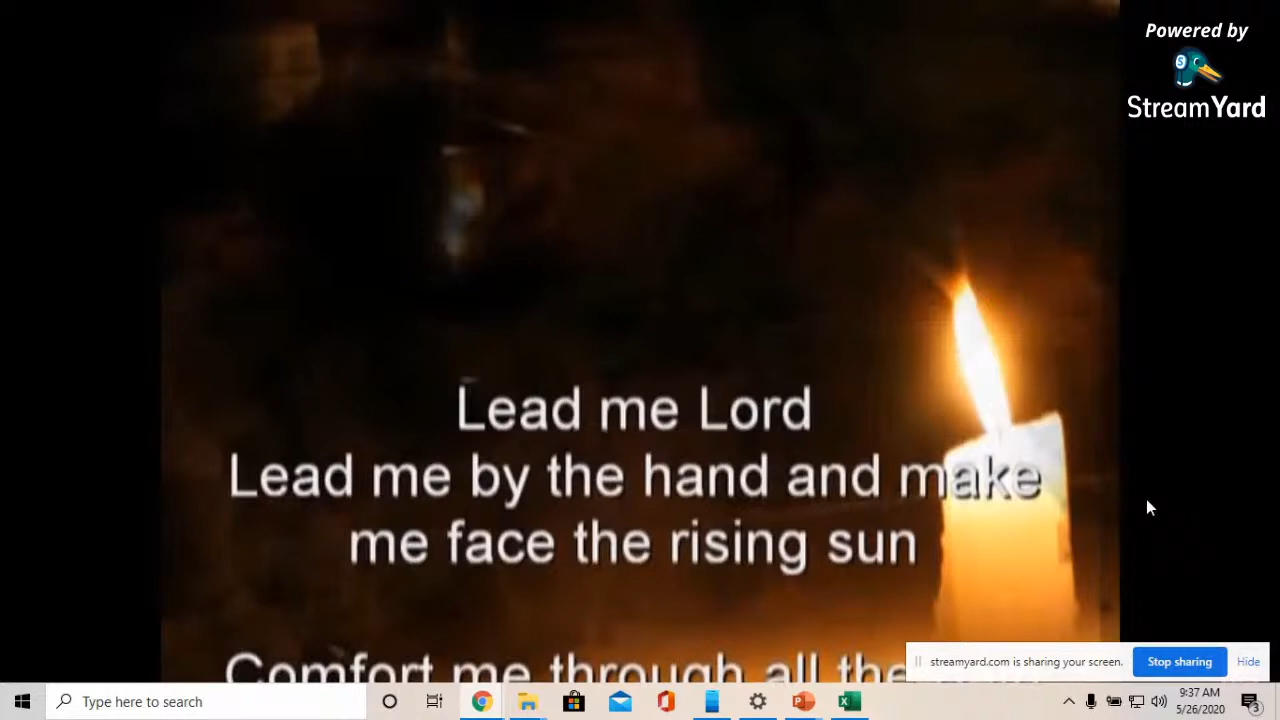 Powered by
StreamYard
Lead me Lord
Lead me by the hand and make
me face the rising sun
Comfort me through all the
streamyard.com is sharing your screen.
Stop sharing
Hide
Type here to search
9:37 AM
5/26/2020
3